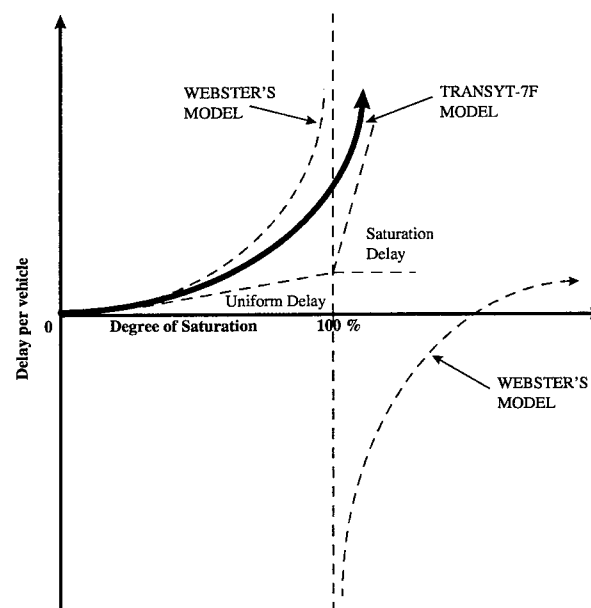 WEBSTER'S
MODEL
TRANSYT-7F
MODEL
Saturation
Delay
Uniform Delay
0
Degree of Saturation
100 %
Delay per vehicle
WEBSTER'S
MODEL